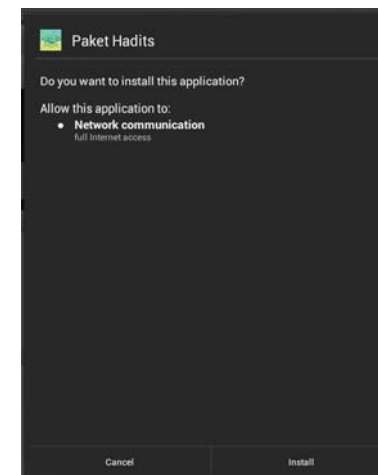 Paket Hadits
Do you want to install this application?
Allow this application to:
● Network communication
full Internet access
Cancel Install